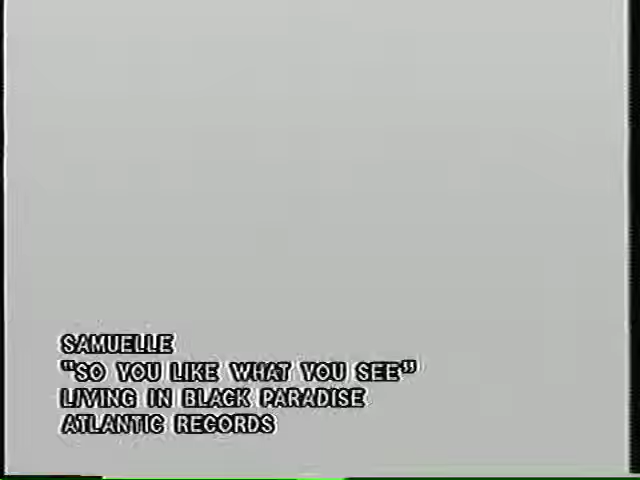 SAMUELLE
"SO YOU LIKE WHAT YOU SEE"
LIVING IN BLACK PARADISE
ATLANTIC RECORDS